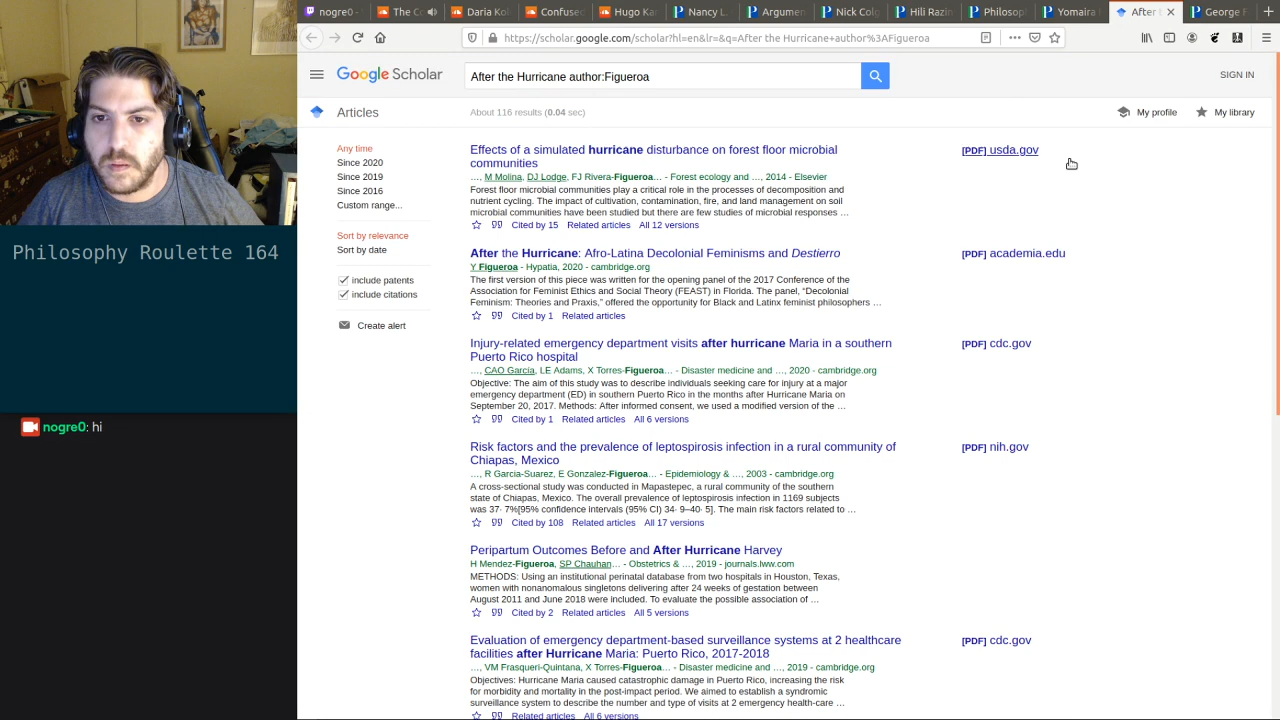 Noname
Gunship
Hugo Kant
Caravan P
Yppah - T
After th
Beginning
Figueroa
https://scholar.google.com/scholar?hl=en&lr=&q=After the Hurricane+author%3AFigueroa
Google Scholar
After the Hurricane author:Figueroa
SIGN IN
Articles
About 116 results (0.04 sec)
My profile
My library
Any time
Since 2020
Since 2019
Since 2016
Custom range...
Sort by relevance
Sort by date
include patents
include citations
Create alert
Effects of a simulated hurricane disturbance on forest floor microbial
communities
[PDF] usda.gov
..., M Molina, DJ Lodge, FJ Rivera-Figueroa... - Forest ecology and ..., 2014 - Elsevier
Forest floor microbial communities play a critical role in the processes of decomposition and
nutrient cycling. The impact of cultivation, contamination, fire, and land management on soil
microbial communities have been studied but there are few studies of microbial responses ...
Cited by 15 Related articles All 12 versions
After the Hurricane: Afro-Latina Decolonial Feminisms and Destierro
[PDF] academia.edu
Y Figueroa - Hypatia, 2020 - cambridge.org
The first version of this piece was written for the opening panel of the 2017 Conference of the
Association for Feminist Ethics and Social Theory (FEAST) in Florida. The panel, “Decolonial
Feminism: Theories and Praxis,” offered the opportunity for Black and Latinx feminist philosophers ...
Cited by 1 Related articles
Injury-related emergency department visits after hurricane Maria in a southern
Puerto Rico hospital
[PDF] cdc.gov
..., CAO García, LE Adams, X Torres-Figueroa... - Disaster medicine and ..., 2020 - cambridge.org
Objective: The aim of this study was to describe individuals seeking care for injury at a major
emergency department (ED) in southern Puerto Rico in the months after Hurricane Maria on
September 20, 2017. Methods: After informed consent, we used a modified version of the ...
Cited by 1 Related articles All 6 versions
Risk factors and the prevalence of leptospirosis infection in a rural community of
Chiapas, Mexico
[PDF] nih.gov
..., R Garcia-Suarez, E Gonzalez-Figueroa... - Epidemiology & ..., 2003 - cambridge.org
A cross-sectional study was conducted in Mapastepec, a rural community of the southern
state of Chiapas, Mexico. The overall prevalence of leptospirosis infection in 1169 subjects
was 37· 7%[95% confidence intervals (95% CI) 34· 9–40· 5]. The main risk factors related to ...
Cited by 108 Related articles All 17 versions
Peripartum Outcomes Before and After Hurricane Harvey
H Mendez-Figueroa, SP Chauhan... - Obstetrics & ..., 2019 - journals.lww.com
METHODS: Using an institutional perinatal database from two hospitals in Houston, Texas,
women with nonanomalous singletons delivering after 24 weeks of gestation between
August 2011 and June 2018 were included. To evaluate the possible association of ...
Cited by 2 Related articles All 5 versions
Evaluation of emergency department-based surveillance systems at 2 healthcare
facilities after Hurricane Maria: Puerto Rico, 2017-2018
[PDF] cdc.gov
..., VM Frasqueri-Quintana, X Torres-Figueroa... - Disaster medicine and ..., 2019 - cambridge.org
Objectives: Hurricane Maria caused catastrophic damage in Puerto Rico, increasing the risk
for morbidity and mortality in the post-impact period. We aimed to establish a syndromic
surveillance system to describe the number and type of visits at 2 emergency health-care ...
Related articles All 6 versions
Philosophy Roulette 164
nogre0: hi